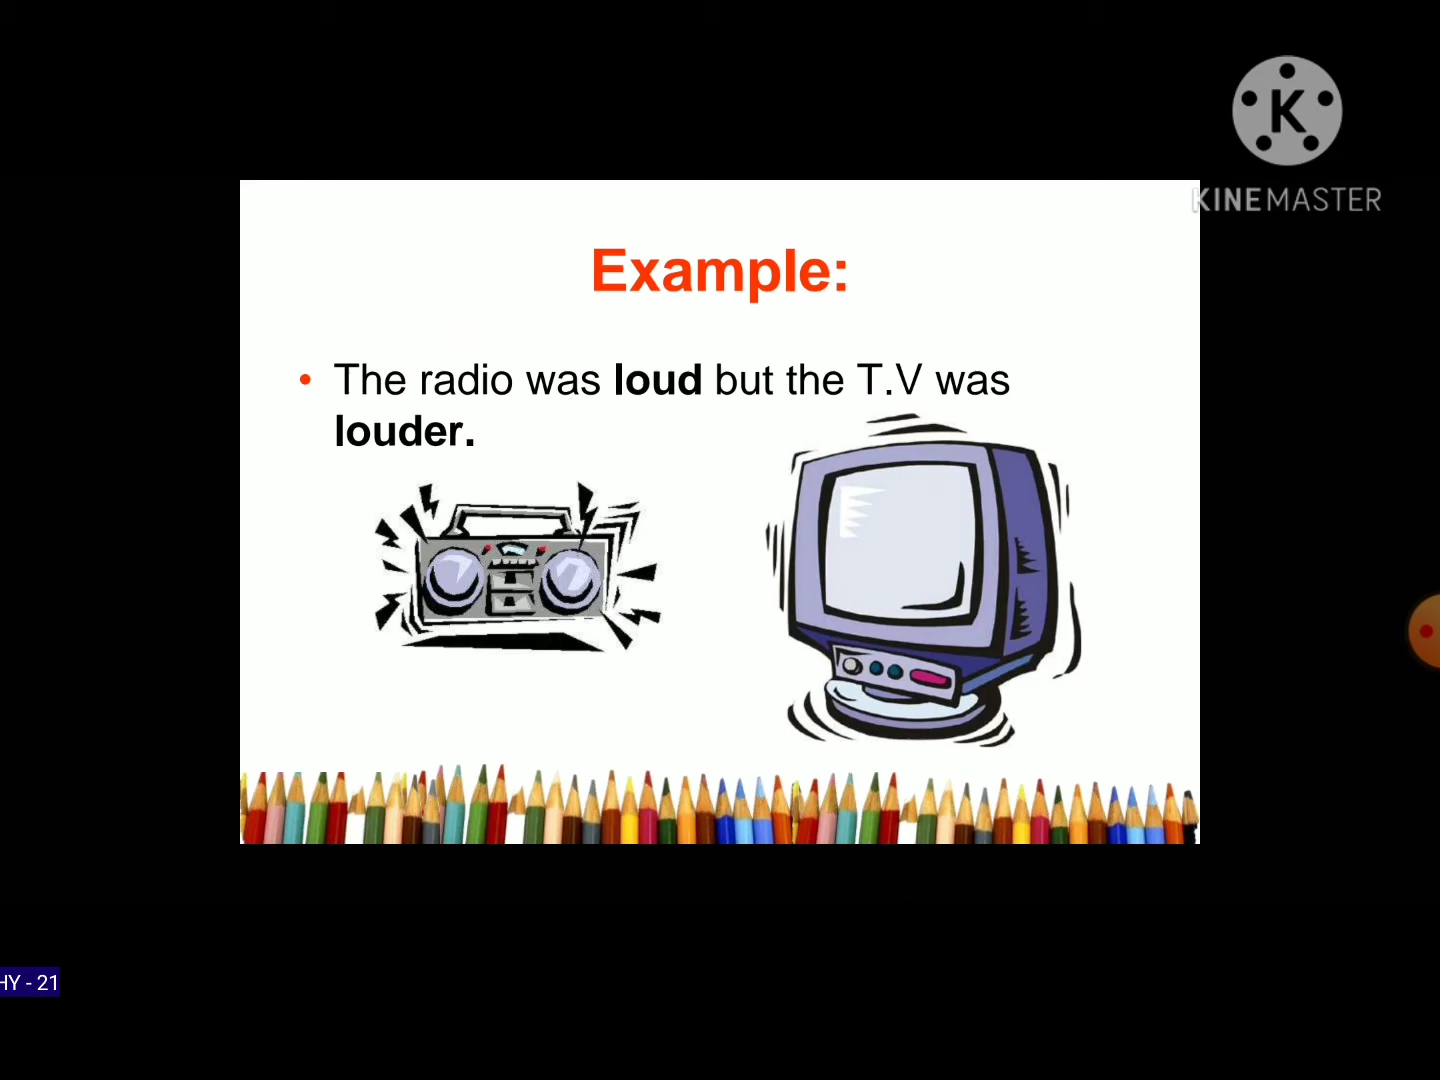 K
KINEMASTER
Example:
• The radio was loud but the T.V was
louder.
HY - 21